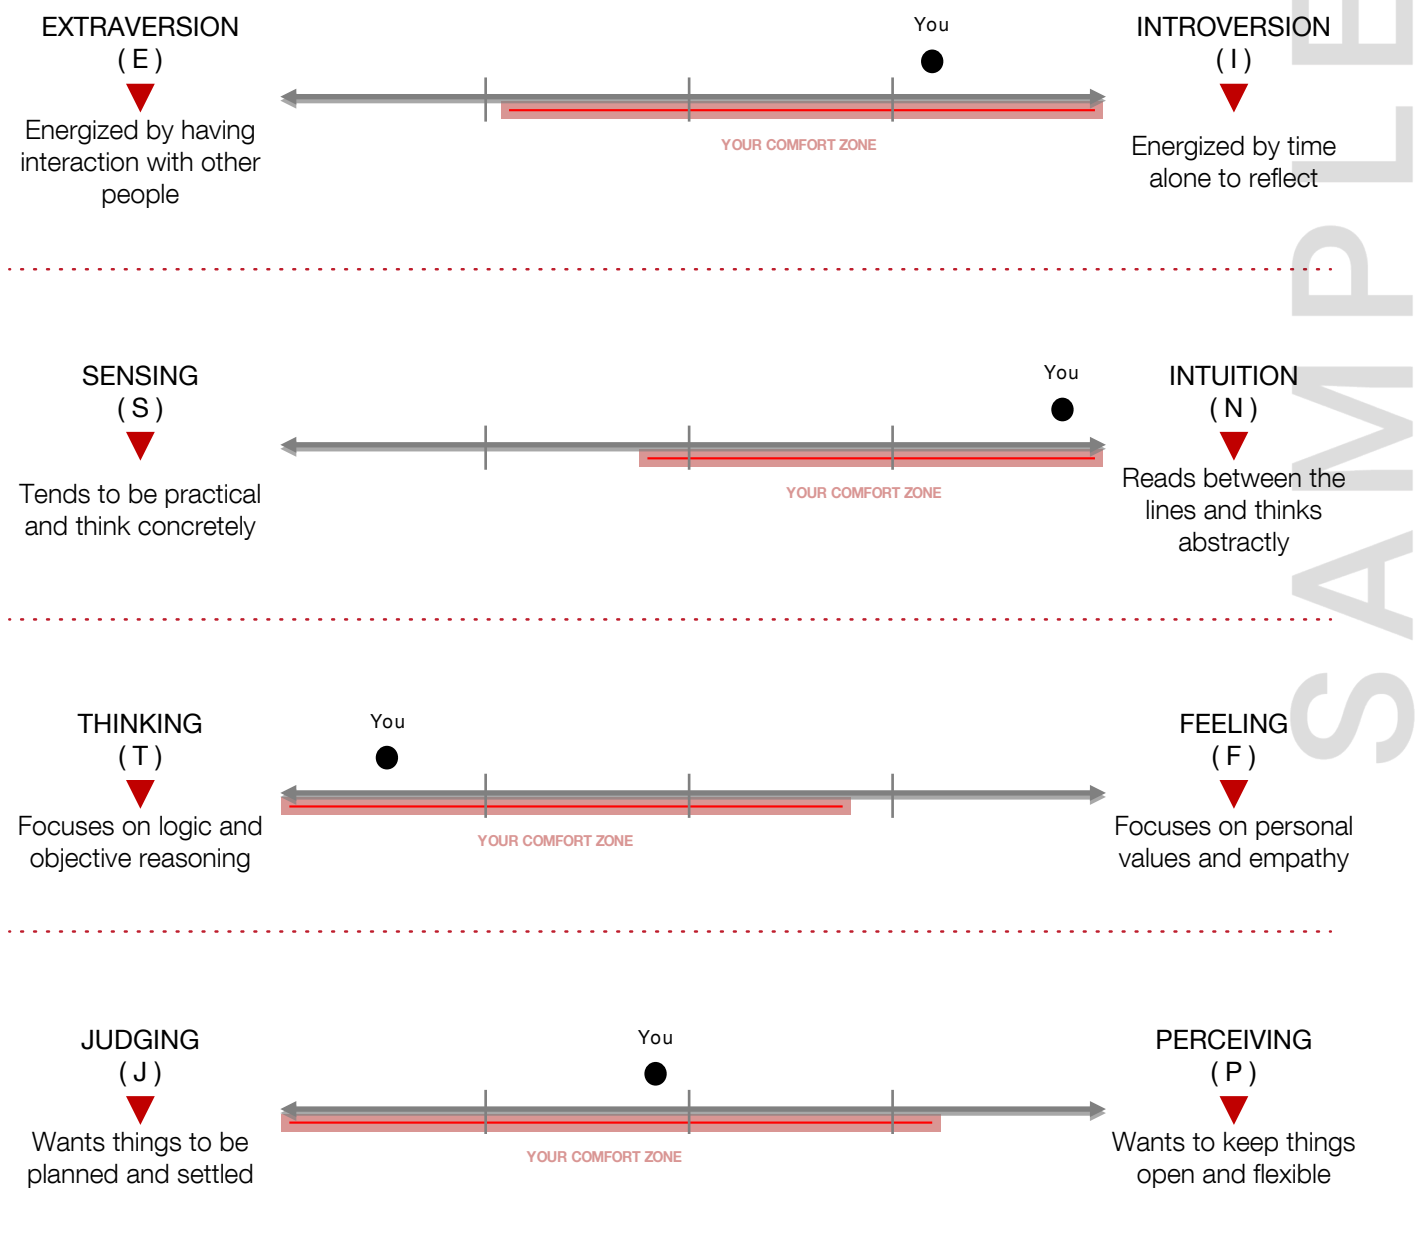 EXTRAVERSION
( E )
Energized by having
interaction with other
people
You
YOUR COMFORT ZONE
INTROVERSION
( I )
Energized by time
alone to reflect
SENSING
( S )
Tends to be practical
and think concretely
You
YOUR COMFORT ZONE
INTUITION
( N )
Reads between the
lines and thinks
abstractly
THINKING
( T )
Focuses on logic and
objective reasoning
You
YOUR COMFORT ZONE
FEELING
( F )
Focuses on personal
values and empathy
JUDGING
( J )
Wants things to be
planned and settled
You
YOUR COMFORT ZONE
PERCEIVING
( P )
Wants to keep things
open and flexible
SAMPLE